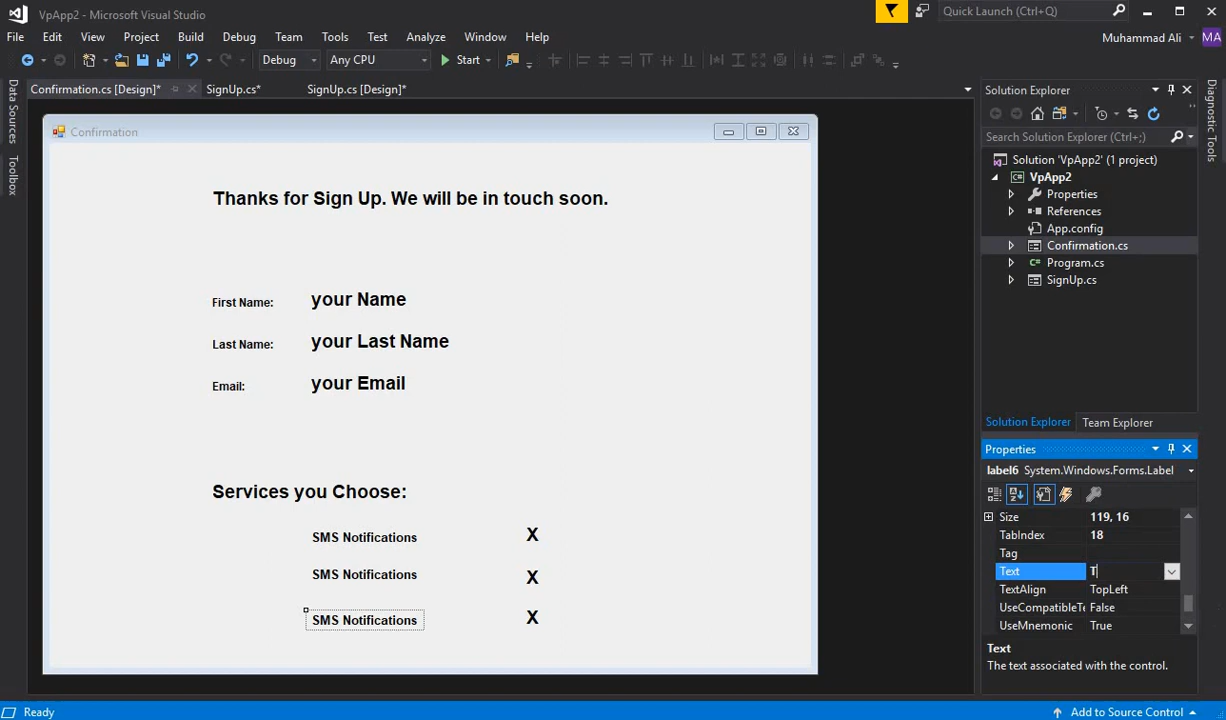 VpApp2 - Microsoft Visual Studio
Quick Launch (Ctrl+Q)
File Edit View Project Build Debug Team Tools Test Analyze Window Help
Muhammad Ali MA
Debug Any CPU Start
Confirmation.cs [Design]* SignUp.cs* SignUp.cs [Design]*
Data Sources
Toolbox
Confirmation
Thanks for Sign Up. We will be in touch soon.
First Name: your Name
Last Name: your Last Name
Email: your Email
Services you Choose:
SMS Notifications X
SMS Notifications X
SMS Notifications X
Solution Explorer
Search Solution Explorer (Ctrl+;)
Solution 'VpApp2' (1 project)
VpApp2
Properties
References
App.config
Confirmation.cs
Program.cs
SignUp.cs
Solution Explorer Team Explorer
Diagnostic Tools
Properties
label6 System.Windows.Forms.Label
Size 119, 16
TabIndex 18
Tag
Text T
TextAlign TopLeft
UseCompatibleTe False
UseMnemonic True
Text
The text associated with the control.
Ready
Add to Source Control